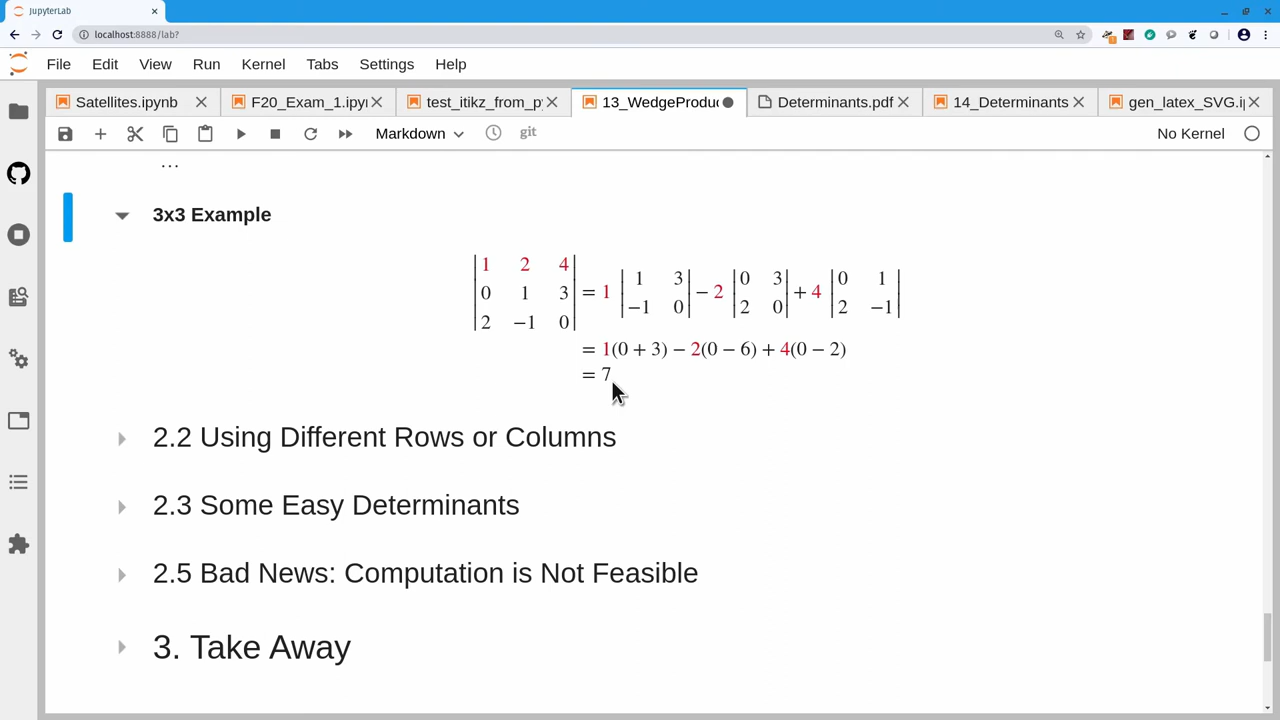 JupyterLab
localhost:8888/lab?
File Edit View Run Kernel Tabs Settings Help
Satellites.ipynb F20_Exam_1.ipy test_itikz_from_p 13_WedgeProdu Determinants.pdf 14_Determinants gen_latex_SVG.i
Markdown git No Kernel
...
3x3 Example
|1 2 4| = 1 |1 3| − 2 |0 3| + 4 |0 1|
|0 1 3| |−1 0| |2 0| |2 −1|
|2 −1 0|
= 1(0 + 3) − 2(0 − 6) + 4(0 − 2)
= 7
2.2 Using Different Rows or Columns
2.3 Some Easy Determinants
2.5 Bad News: Computation is Not Feasible
3. Take Away